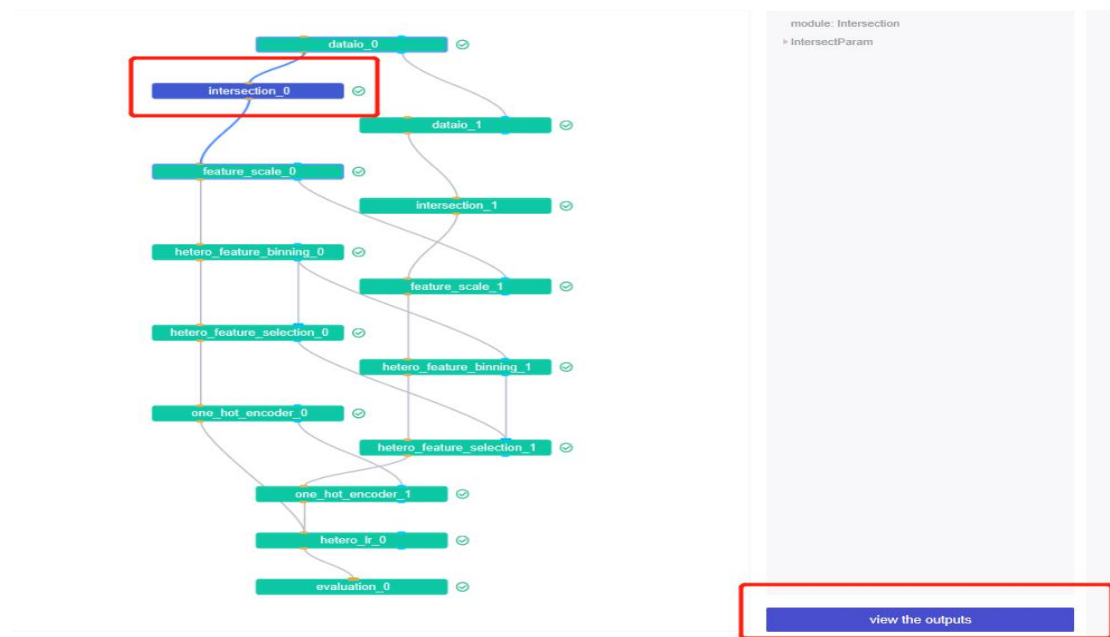 dataio_0
intersection_0
dataio_1
feature_scale_0
intersection_1
hetero_feature_binning_0
feature_scale_1
hetero_feature_selection_0
hetero_feature_binning_1
one_hot_encoder_0
hetero_feature_selection_1
one_hot_encoder_1
hetero_lr_0
evaluation_0
module: Intersection
IntersectParam
view the outputs